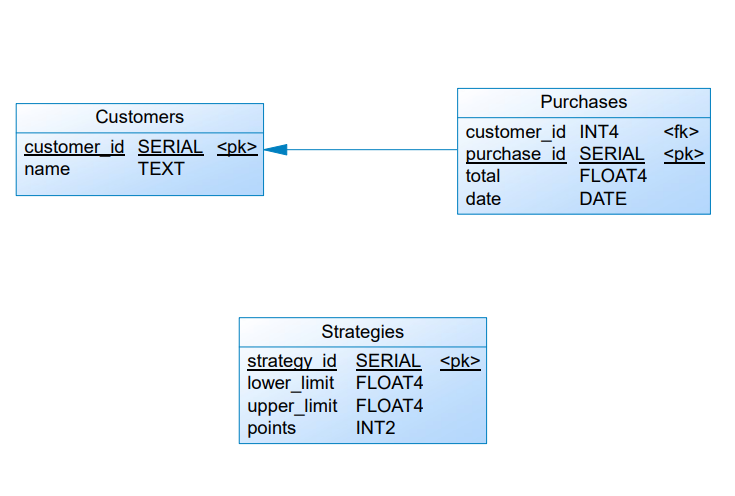 Customers
customer_id SERIAL <pk>
name TEXT
Purchases
customer_id INT4 <fk>
purchase_id SERIAL <pk>
total FLOAT4
date DATE
Strategies
strategy_id SERIAL <pk>
lower_limit FLOAT4
upper_limit FLOAT4
points INT2